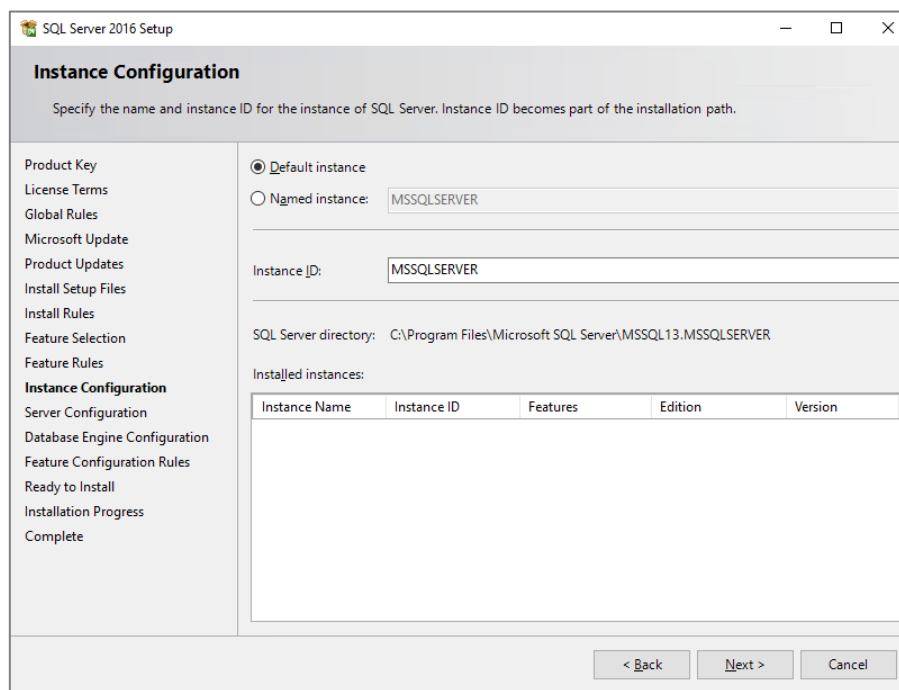 SQL Server 2016 Setup
Instance Configuration
Specify the name and instance ID for the instance of SQL Server. Instance ID becomes part of the installation path.
Product Key
License Terms
Global Rules
Microsoft Update
Product Updates
Install Setup Files
Install Rules
Feature Selection
Feature Rules
Instance Configuration
Server Configuration
Database Engine Configuration
Feature Configuration Rules
Ready to Install
Installation Progress
Complete
Default instance
Named instance: MSSQLSERVER
Instance ID: MSSQLSERVER
SQL Server directory: C:\Program Files\Microsoft SQL Server\MSSQL13.MSSQLSERVER
Installed instances:
Instance Name Instance ID Features Edition Version
< Back Next > Cancel